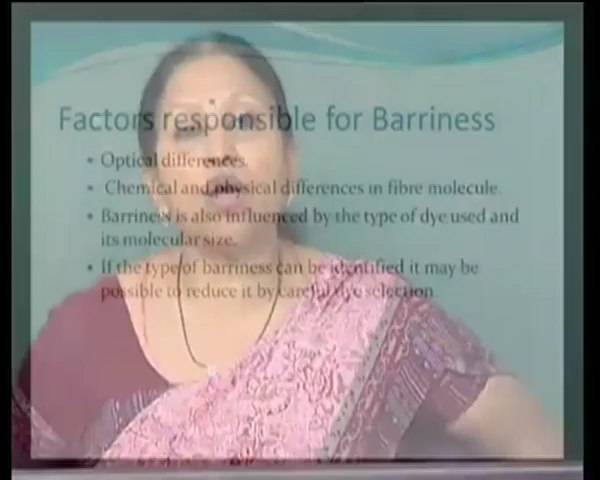 Factors responsible for Barriness
• Optical differences.
• Chemical and physical differences in fibre molecule.
• Barriness is also influenced by the type of dye used and
its molecular size.
• If the type of barriness can be identified it may be
possible to reduce it by careful dye selection.